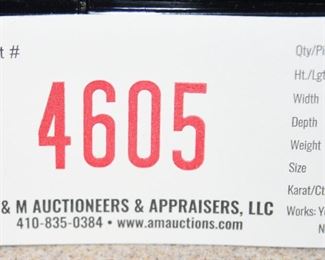 t #
4605
& M AUCTIONEERS & APPRAISERS, LLC
410-835-0384 • www.amauctions.com
Qty/Pi
Ht./Lgt
Width
Depth
Weight
Size
Karat/Ct
Works: Y
N